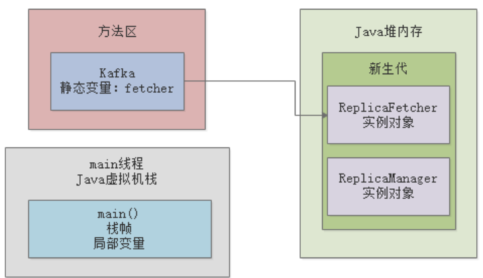 方法区
Kafka
静态变量：fetcher
main线程
Java虚拟机栈
main()
栈帧
局部变量
Java堆内存
新生代
ReplicaFetcher
实例对象
ReplicaManager
实例对象